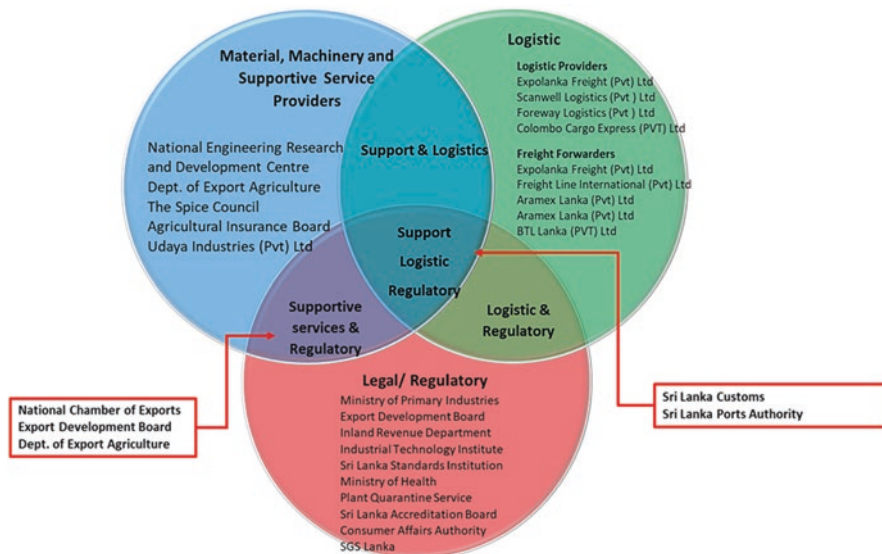 Material, Machinery and
Supportive Service
Providers
National Engineering Research
and Development Centre
Dept. of Export Agriculture
The Spice Council
Agricultural Insurance Board
Udaya Industries (Pvt) Ltd
Support & Logistics
Logistic
Logistic Providers
Expolanka Freight (Pvt) Ltd
Scanwell Logistics (Pvt ) Ltd
Foreway Logistics (Pvt ) Ltd
Colombo Cargo Express (PVT) Ltd
Freight Forwarders
Expolanka Freight (Pvt) Ltd
Freight Line International (Pvt) Ltd
Aramex Lanka (Pvt) Ltd
Aramex Lanka (Pvt) Ltd
BTL Lanka (PVT) Ltd
Support
Logistic
Regulatory
Supportive
services &
Regulatory
Logistic &
Regulatory
Legal/ Regulatory
Ministry of Primary Industries
Export Development Board
Inland Revenue Department
Industrial Technology Institute
Sri Lanka Standards Institution
Ministry of Health
Plant Quarantine Service
Sri Lanka Accreditation Board
Consumer Affairs Authority
SGS Lanka
National Chamber of Exports
Export Development Board
Dept. of Export Agriculture
Sri Lanka Customs
Sri Lanka Ports Authority